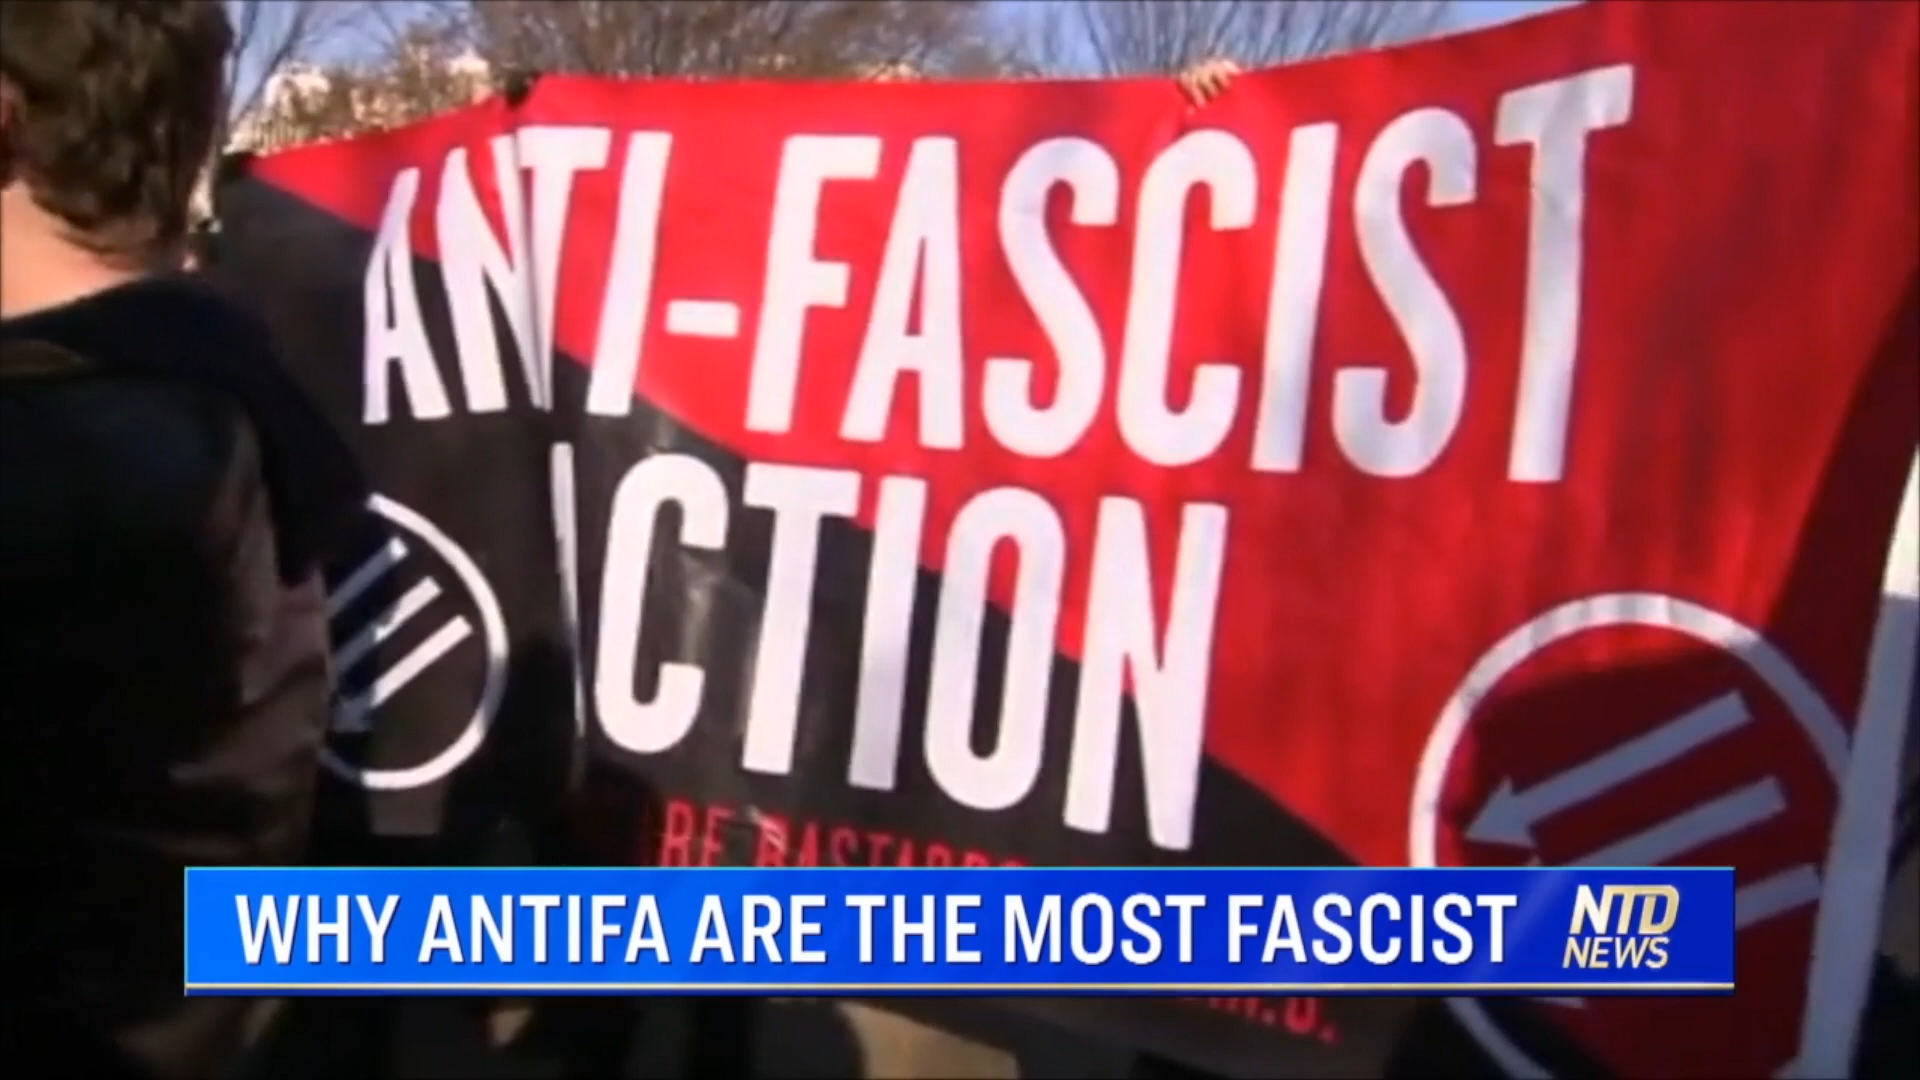 ANTI-FASCIST
ACTION
WHY ANTIFA ARE THE MOST FASCIST
NTD
NEWS